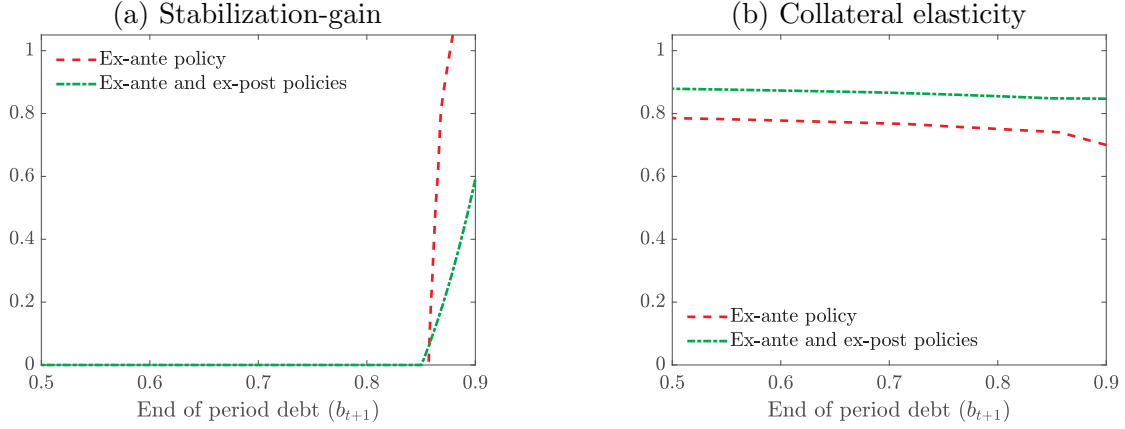 (a) Stabilization-gain
1
0.8
0.6
0.4
0.2
0
Ex-ante policy
Ex-ante and ex-post policies
0.5 0.6 0.7 0.8 0.9
End of period debt (b_{t+1})
(b) Collateral elasticity
1
0.8
0.6
0.4
0.2
0
Ex-ante policy
Ex-ante and ex-post policies
0.5 0.6 0.7 0.8 0.9
End of period debt (b_{t+1})